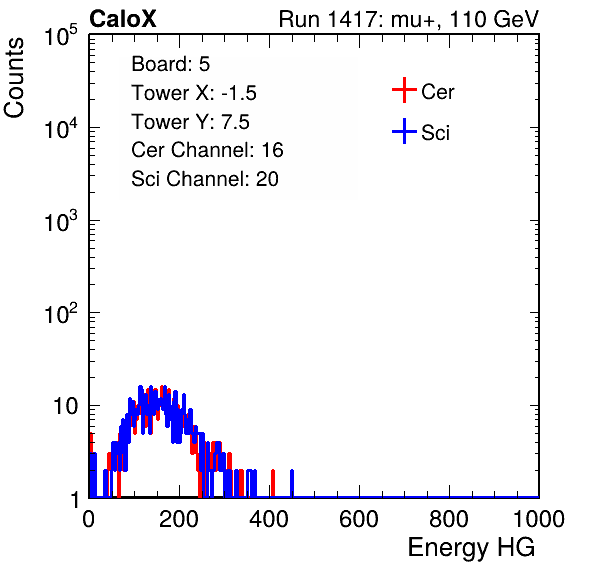 CaloX Run 1417: mu+, 110 GeV
Counts
Board: 5
Tower X: -1.5
Tower Y: 7.5
Cer Channel: 16
Sci Channel: 20
Cer
Sci
10^5
10^4
10^3
10^2
10
1
0 200 400 600 800 1000
Energy HG